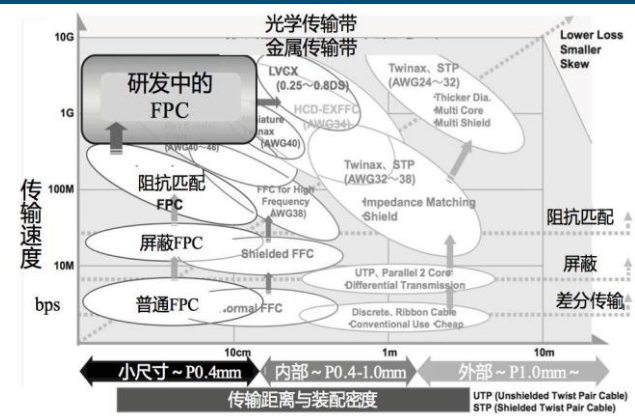 光学传输带
金属传输带
10G
1G
100M
10M
传输速度
bps
研发中的
FPC
LVCX
(0.25～0.8DS)
HCD-EXFFC
(AWG34)
(AWG40)
(AWG40～46)
Twinax、STP
(AWG24～32)
•Thicker Dia.
•Multi Core
•Multi Shield
Lower Loss
Smaller
Skew
阻抗匹配
FPC
FFC for High
Frequency
AWG38)
Twinax、STP
(AWG32～38)
•Impedance Matching
•Shield
阻抗匹配
屏蔽FPC
Shielded FFC
UTP、Parallel 2 Core
•Differential Transmission
屏蔽
普通FPC
ormal FFC
Discrete、Ribbon Cable
•Conventional Use •Cheap
差分传输
10cm
1m
10m
小尺寸～P0.4mm
内部～P0.4-1.0mm
外部～P1.0mm～
传输距离与装配密度
UTP (Unshielded Twist Pair Cable)
STP (Shielded Twist Pair Cable)